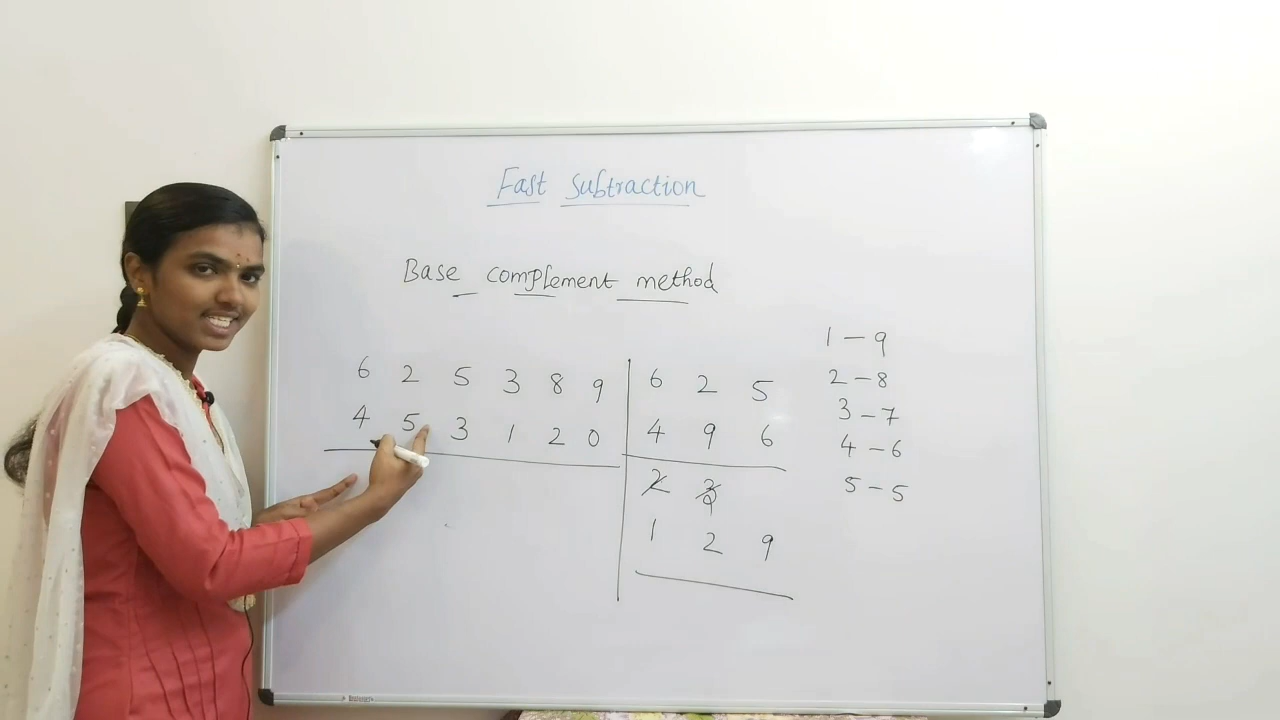 Fast Subtraction
Base complement method
6 2 5 3 8 9
4 5 3 1 2 0
6 2 5
4 9 6
2 3
1 2 9
1 - 9
2 - 8
3 - 7
4 - 6
5 - 5